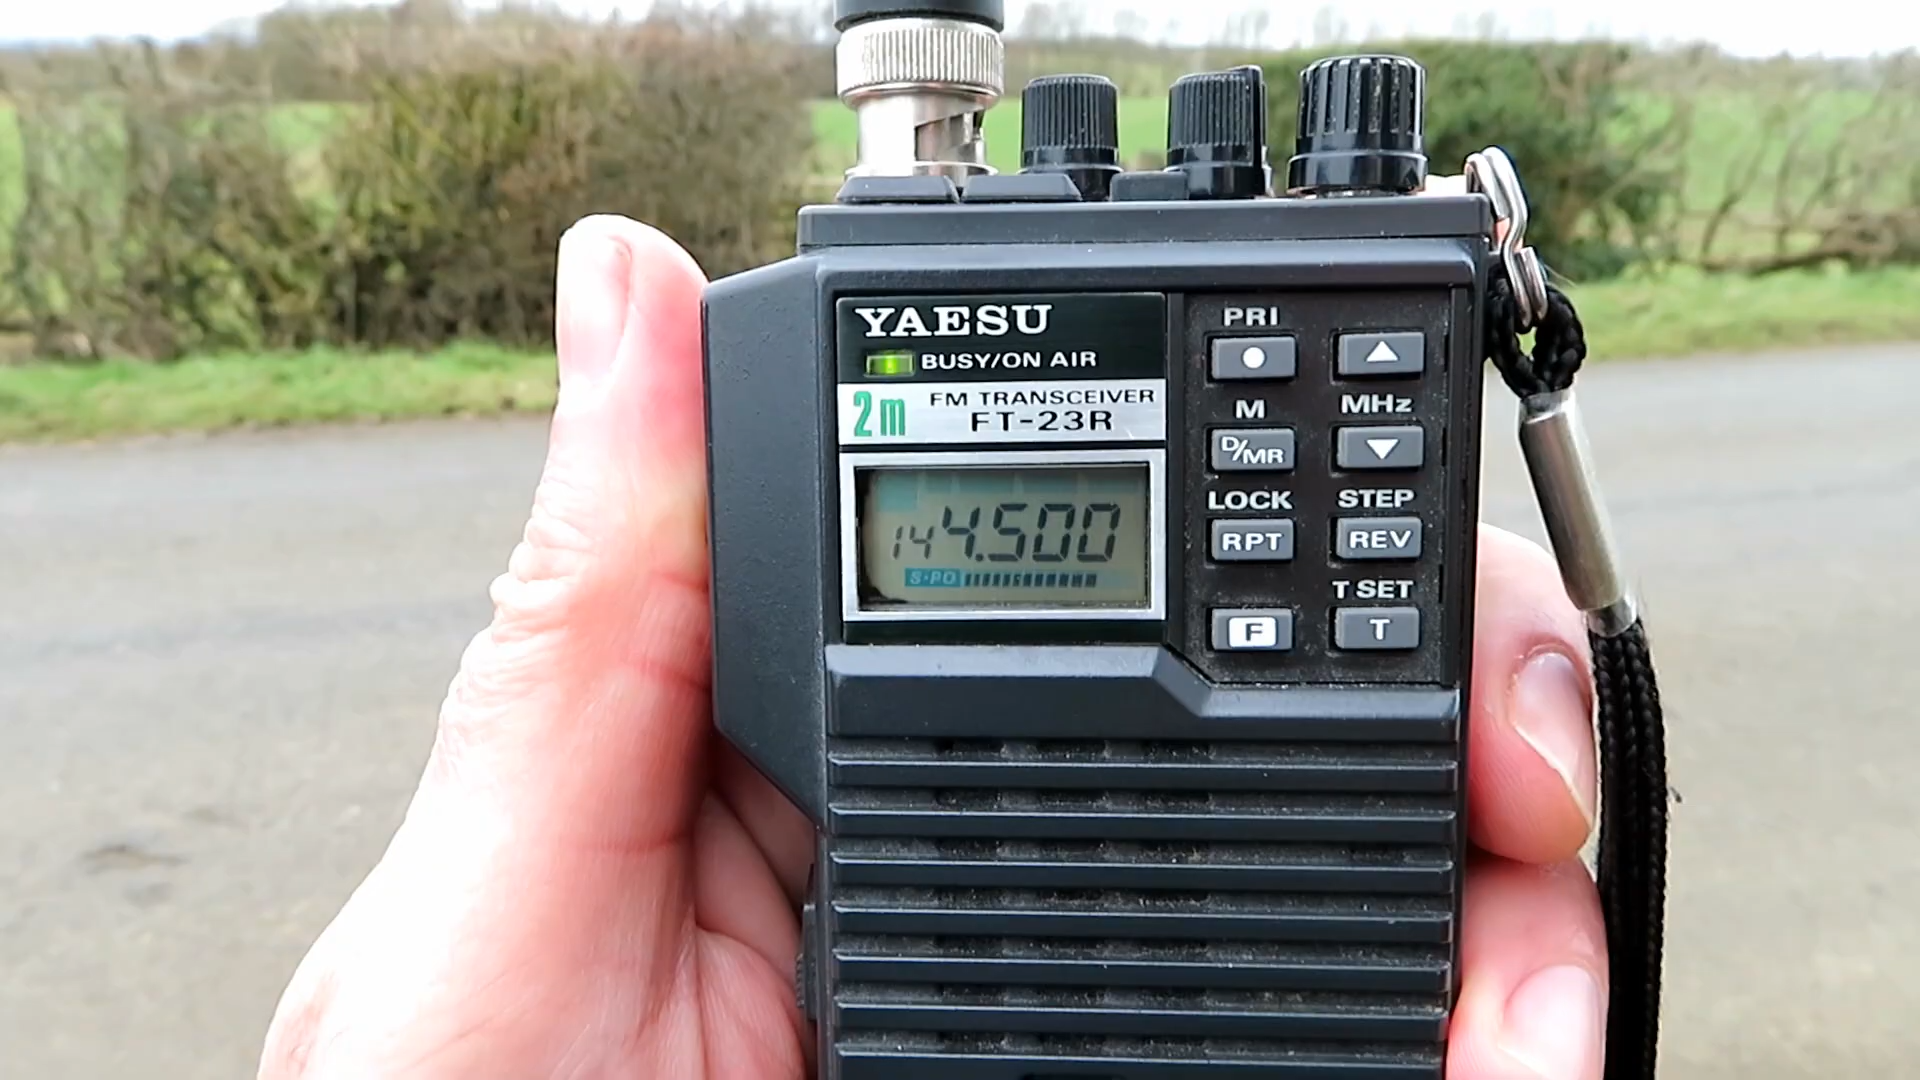 YAESU
BUSY/ON AIR
2m
FM TRANSCEIVER
FT-23R
144.500
S·PO
PRI
M
MHz
D/MR
LOCK
STEP
RPT
REV
T SET
F
T